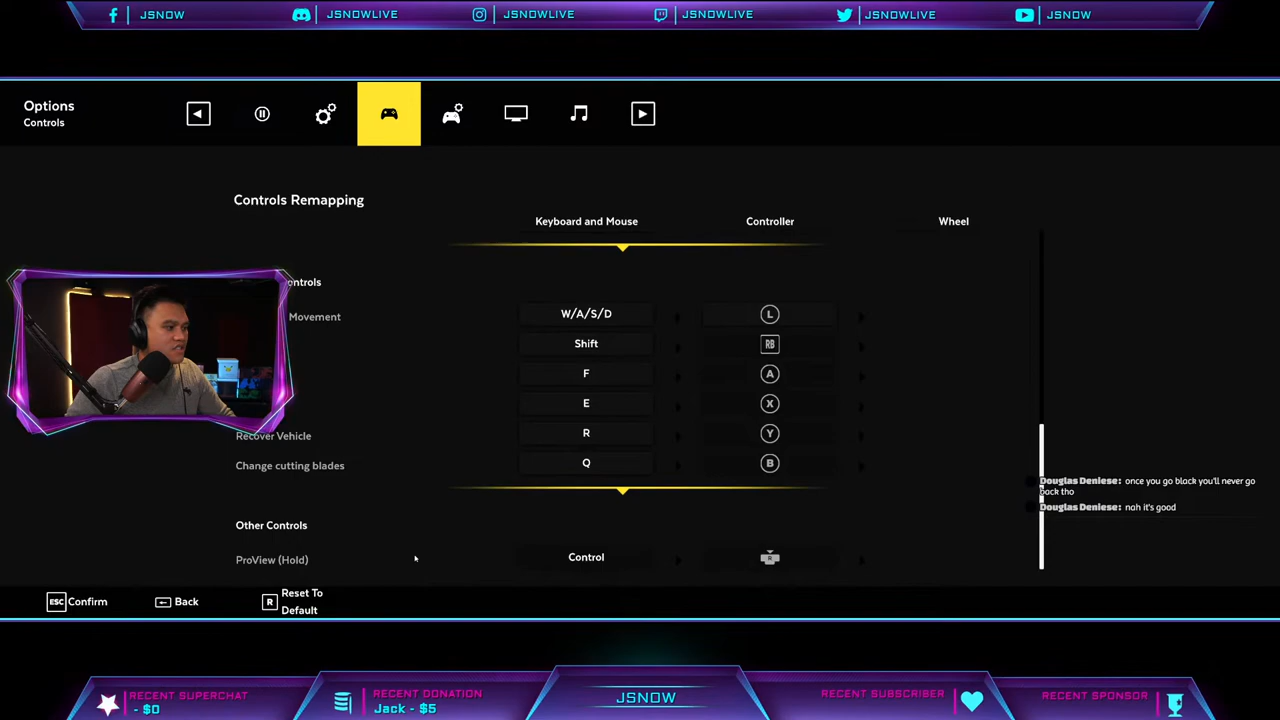 JSNOW
JSNOWLIVE
JSNOWLIVE
JSNOWLIVE
JSNOWLIVE
JSNOW
Options
Controls
Controls Remapping
Keyboard and Mouse
Controller
Wheel
ontrols
Movement
W/A/S/D
L
Shift
RB
F
A
E
X
Recover Vehicle
R
Y
Change cutting blades
Q
B
Douglas Deniese: once you go black you'll never go
back tho
Douglas Deniese: nah it's good
Other Controls
ProView (Hold)
Control
R
ESC Confirm
Back
R Reset To
Default
RECENT SUPERCHAT
- $0
RECENT DONATION
Jack - $5
JSNOW
RECENT SUBSCRIBER
RECENT SPONSOR